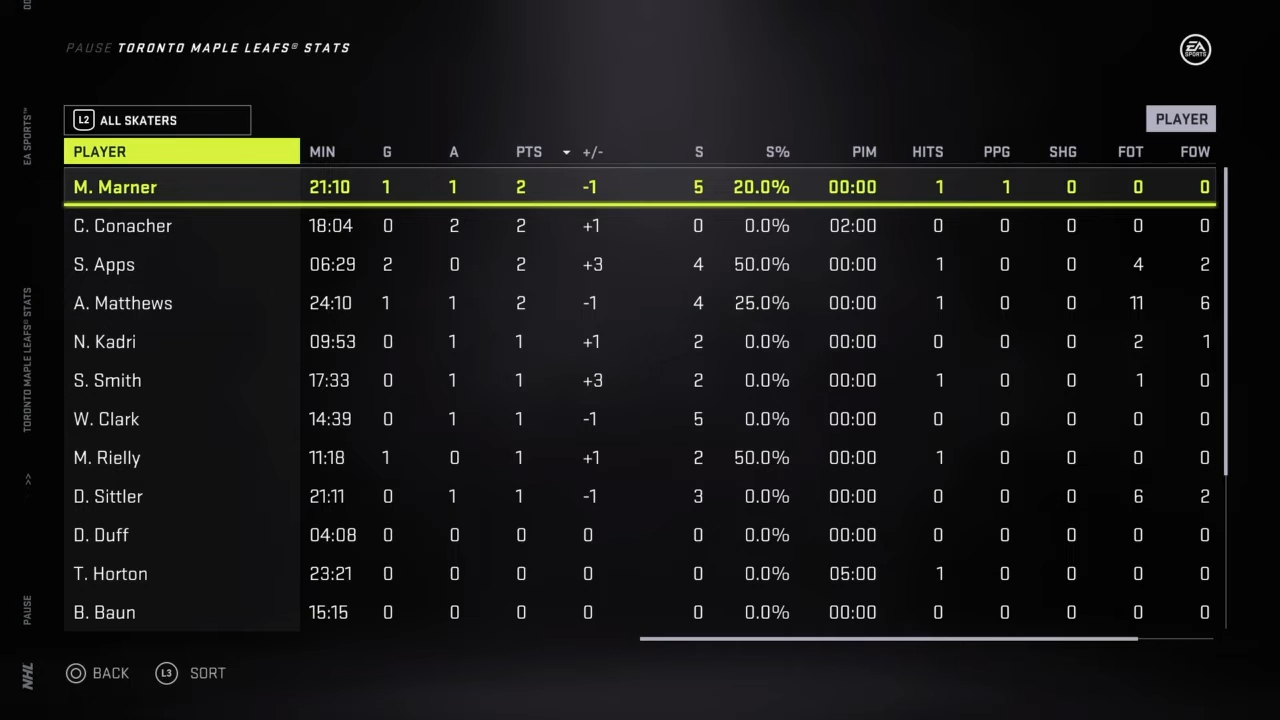 PAUSE TORONTO MAPLE LEAFS® STATS
EA SPORTS
L2 ALL SKATERS
PLAYER
PLAYER MIN G A PTS +/- S S% PIM HITS PPG SHG FOT FOW
M. Marner 21:10 1 1 2 -1 5 20.0% 00:00 1 1 0 0 0
C. Conacher 18:04 0 2 2 +1 0 0.0% 02:00 0 0 0 0 0
S. Apps 06:29 2 0 2 +3 4 50.0% 00:00 1 0 0 4 2
A. Matthews 24:10 1 1 2 -1 4 25.0% 00:00 1 0 0 11 6
N. Kadri 09:53 0 1 1 +1 2 0.0% 00:00 0 0 0 2 1
S. Smith 17:33 0 1 1 +3 2 0.0% 00:00 1 0 0 1 0
W. Clark 14:39 0 1 1 -1 5 0.0% 00:00 0 0 0 0 0
M. Rielly 11:18 1 0 1 +1 2 50.0% 00:00 1 0 0 0 0
D. Sittler 21:11 0 1 1 -1 3 0.0% 00:00 0 0 0 6 2
D. Duff 04:08 0 0 0 0 0 0.0% 00:00 0 0 0 0 0
T. Horton 23:21 0 0 0 0 0 0.0% 05:00 1 0 0 0 0
B. Baun 15:15 0 0 0 0 0 0.0% 00:00 0 0 0 0 0
BACK L3 SORT
NHL PAUSE >> TORONTO MAPLE LEAFS® STATS EA SPORTS™